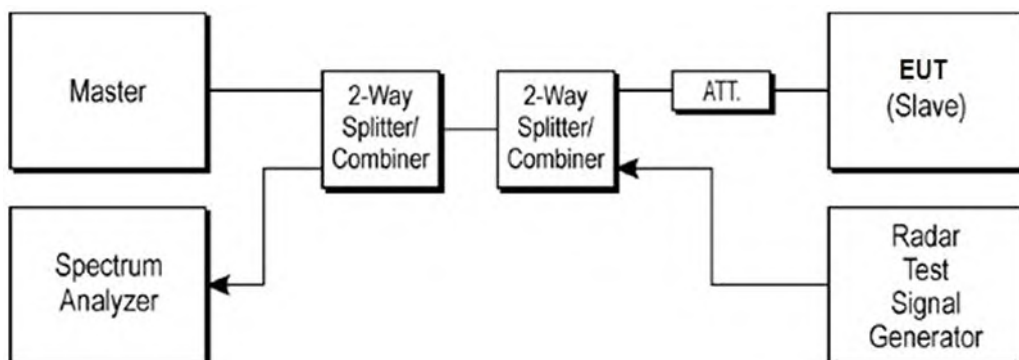 Master
2-Way
Splitter/
Combiner
2-Way
Splitter/
Combiner
ATT.
EUT
(Slave)
Spectrum
Analyzer
Radar
Test
Signal
Generator